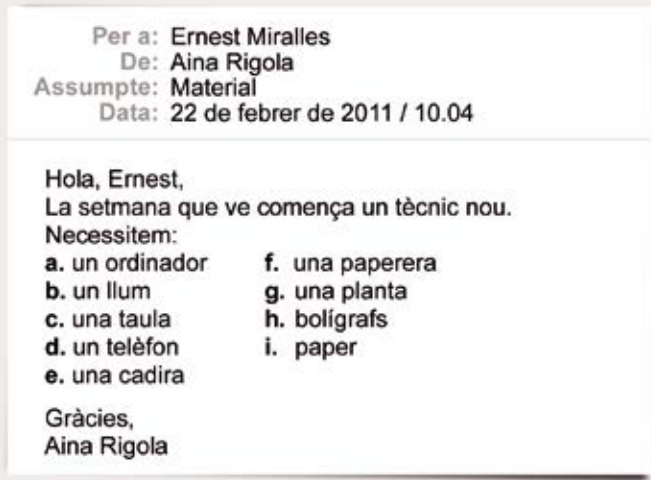 Per a: Ernest Miralles
De: Aina Rigola
Assumpte: Material
Data: 22 de febrer de 2011 / 10.04
Hola, Ernest,
La setmana que ve comença un tècnic nou.
Necessitem:
a. un ordinador
b. un llum
c. una taula
d. un telèfon
e. una cadira
f. una paperera
g. una planta
h. bolígrafs
i. paper
Gràcies,
Aina Rigola